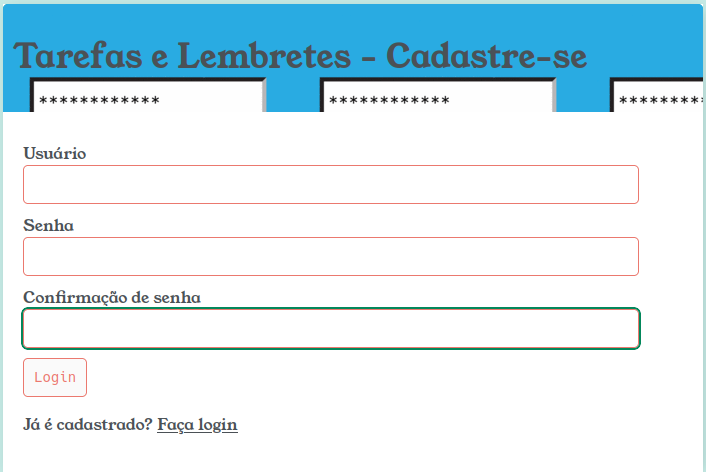 Tarefas e Lembretes - Cadastre-se
************ ************ *********
Usuário
Senha
Confirmação de senha
Login
Já é cadastrado? Faça login